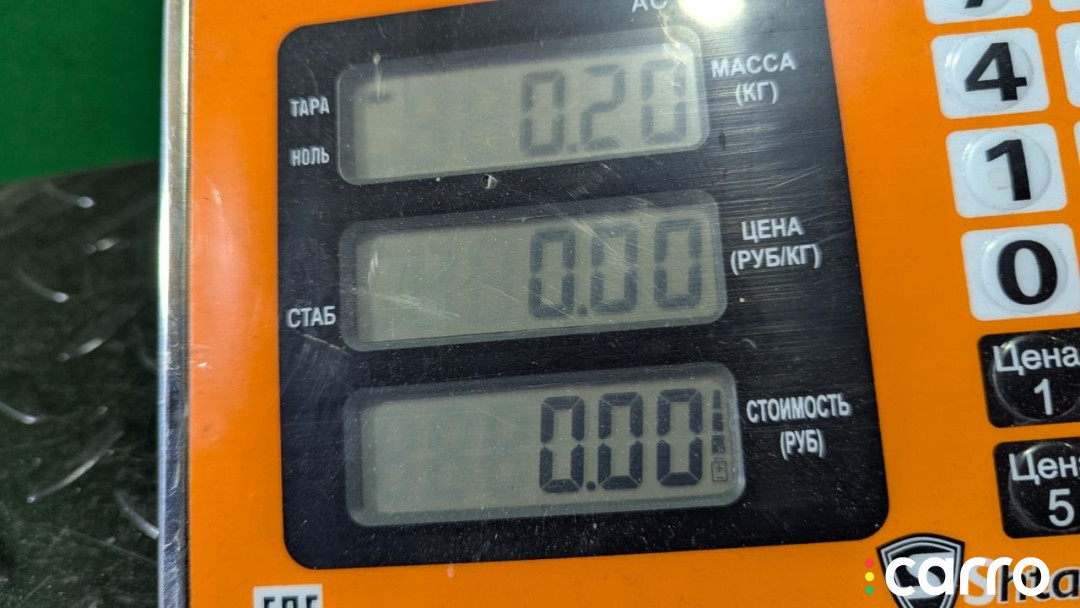 AC
ТАРА
НОЛЬ
0.20
МАССА
(КГ)
СТАБ
0.00
ЦЕНА
(РУБ/КГ)
0.00
СТОИМОСТЬ
(РУБ)
4
1
0
Цена
1
5
carro